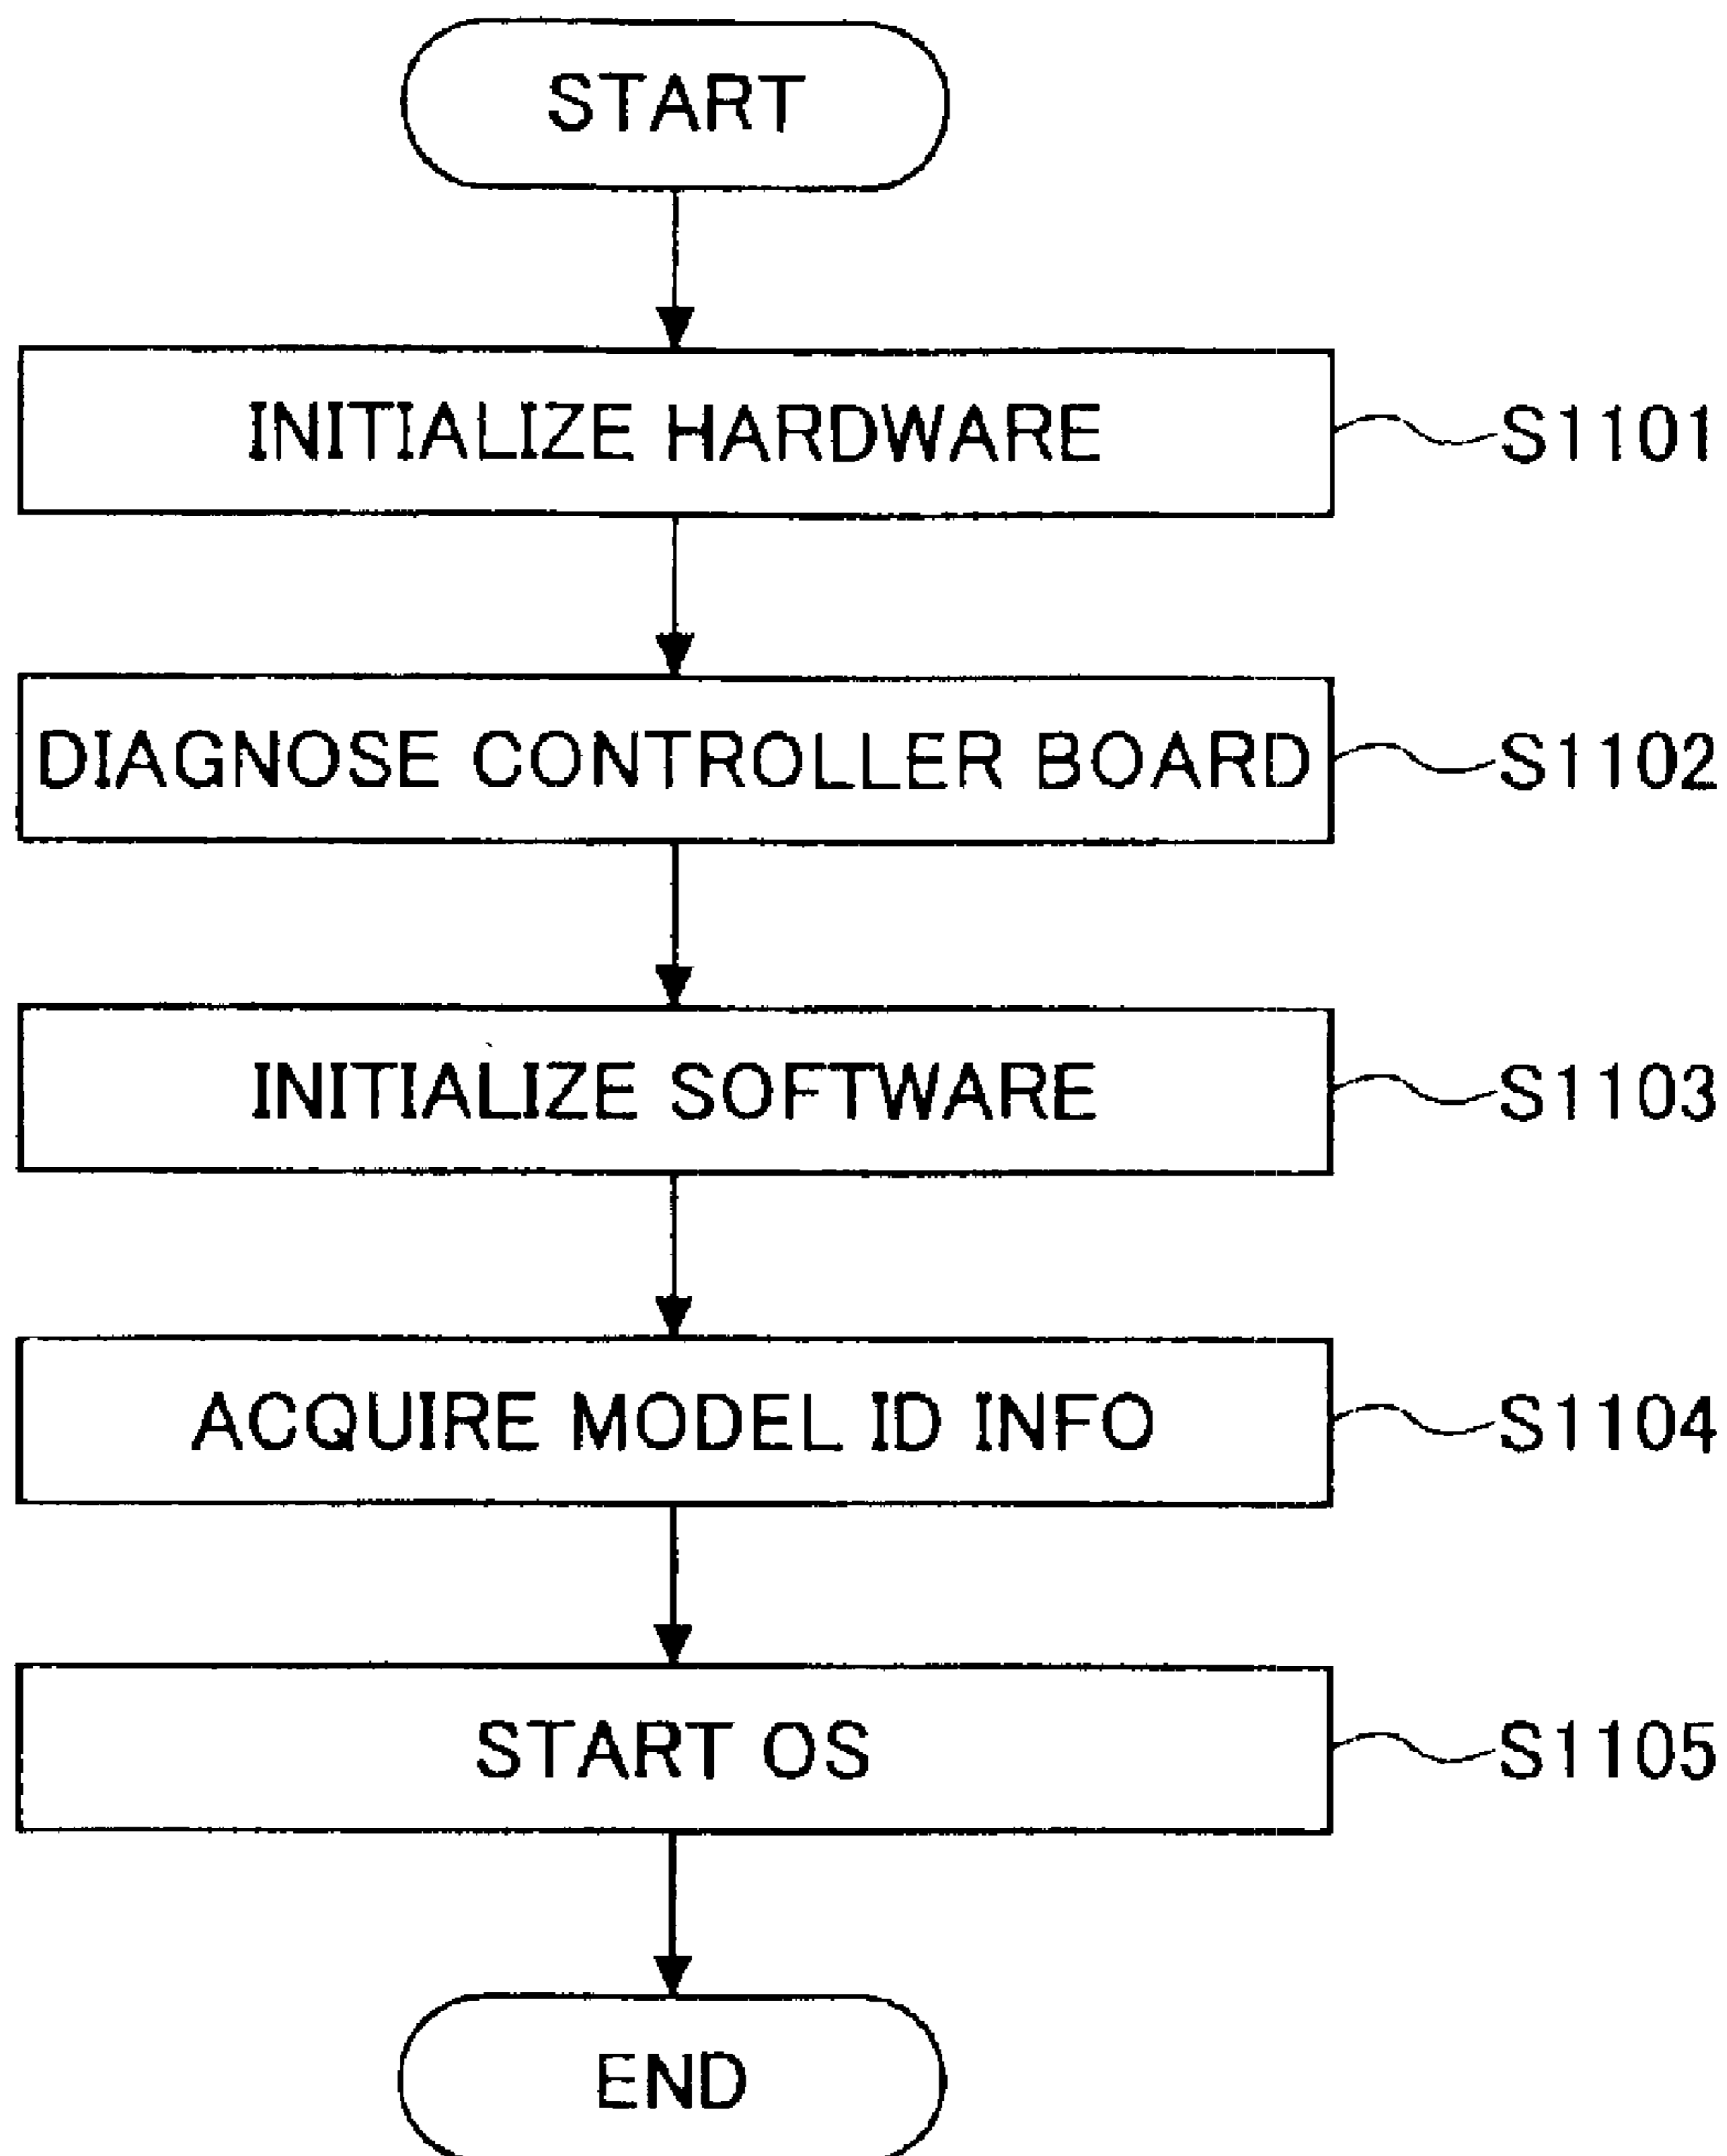 START
INITIALIZE HARDWARE S1101
DIAGNOSE CONTROLLER BOARD S1102
INITIALIZE SOFTWARE S1103
ACQUIRE MODEL ID INFO S1104
START OS S1105
END